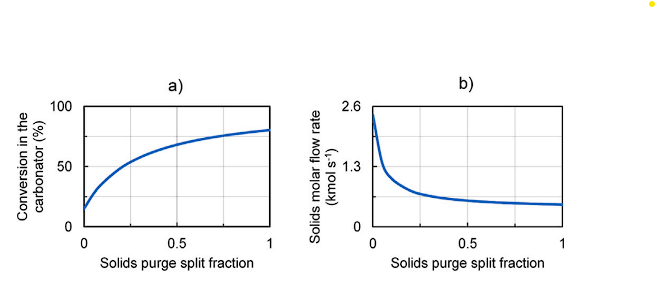 a)
100
50
0
0
0.5
1
Conversion in the
carbonator (%)
Solids purge split fraction
b)
2.6
1.3
0
0
0.5
1
Solids molar flow rate
(kmol s⁻¹)
Solids purge split fraction